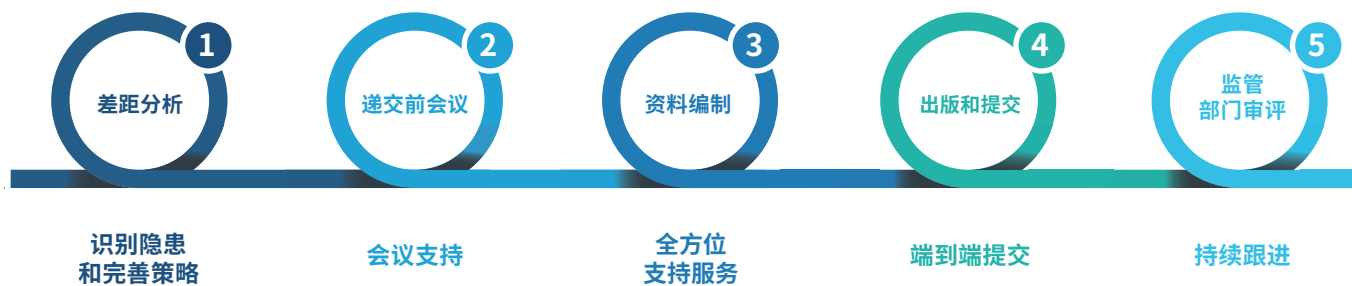 1
差距分析
2
递交前会议
3
资料编制
4
出版和提交
5
监管
部门审评
识别隐患
和完善策略
会议支持
全方位
支持服务
端到端提交
持续跟进